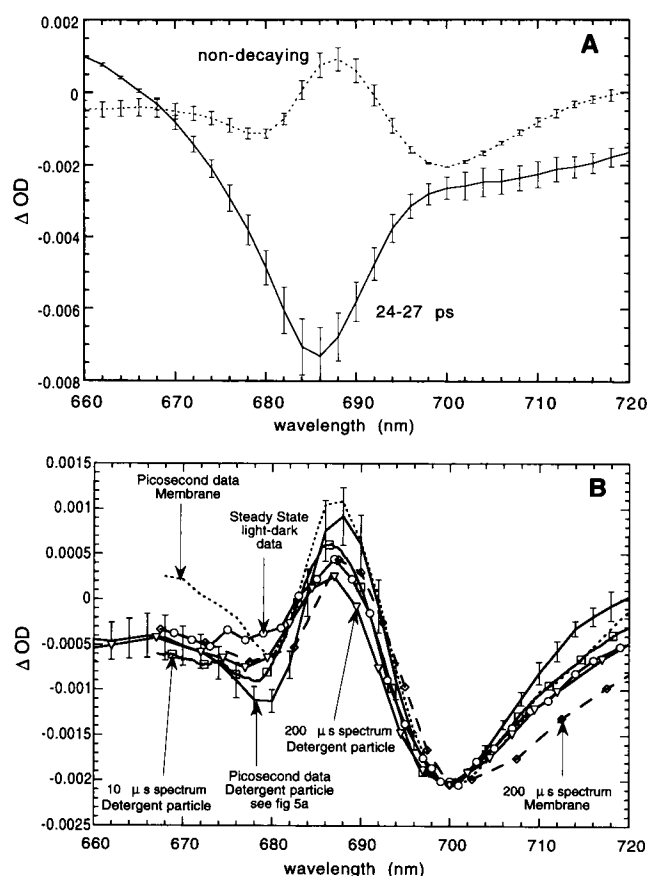 0.002
A
non-decaying
0
-0.002
-0.004
-0.006
-0.008
Δ OD
24-27 ps
660 670 680 690 700 710 720
wavelength (nm)
0.0015
B
0.001
0.0005
0
-0.0005
-0.001
-0.0015
-0.002
-0.0025
Δ OD
Picosecond data
Membrane
Steady State
light-dark
data
10 μs spectrum
Detergent particle
Picosecond data
Detergent particle
see fig 5a
200 μs spectrum
Detergent particle
200 μs spectrum
Membrane
660 670 680 690 700 710 720
wavelength (nm)